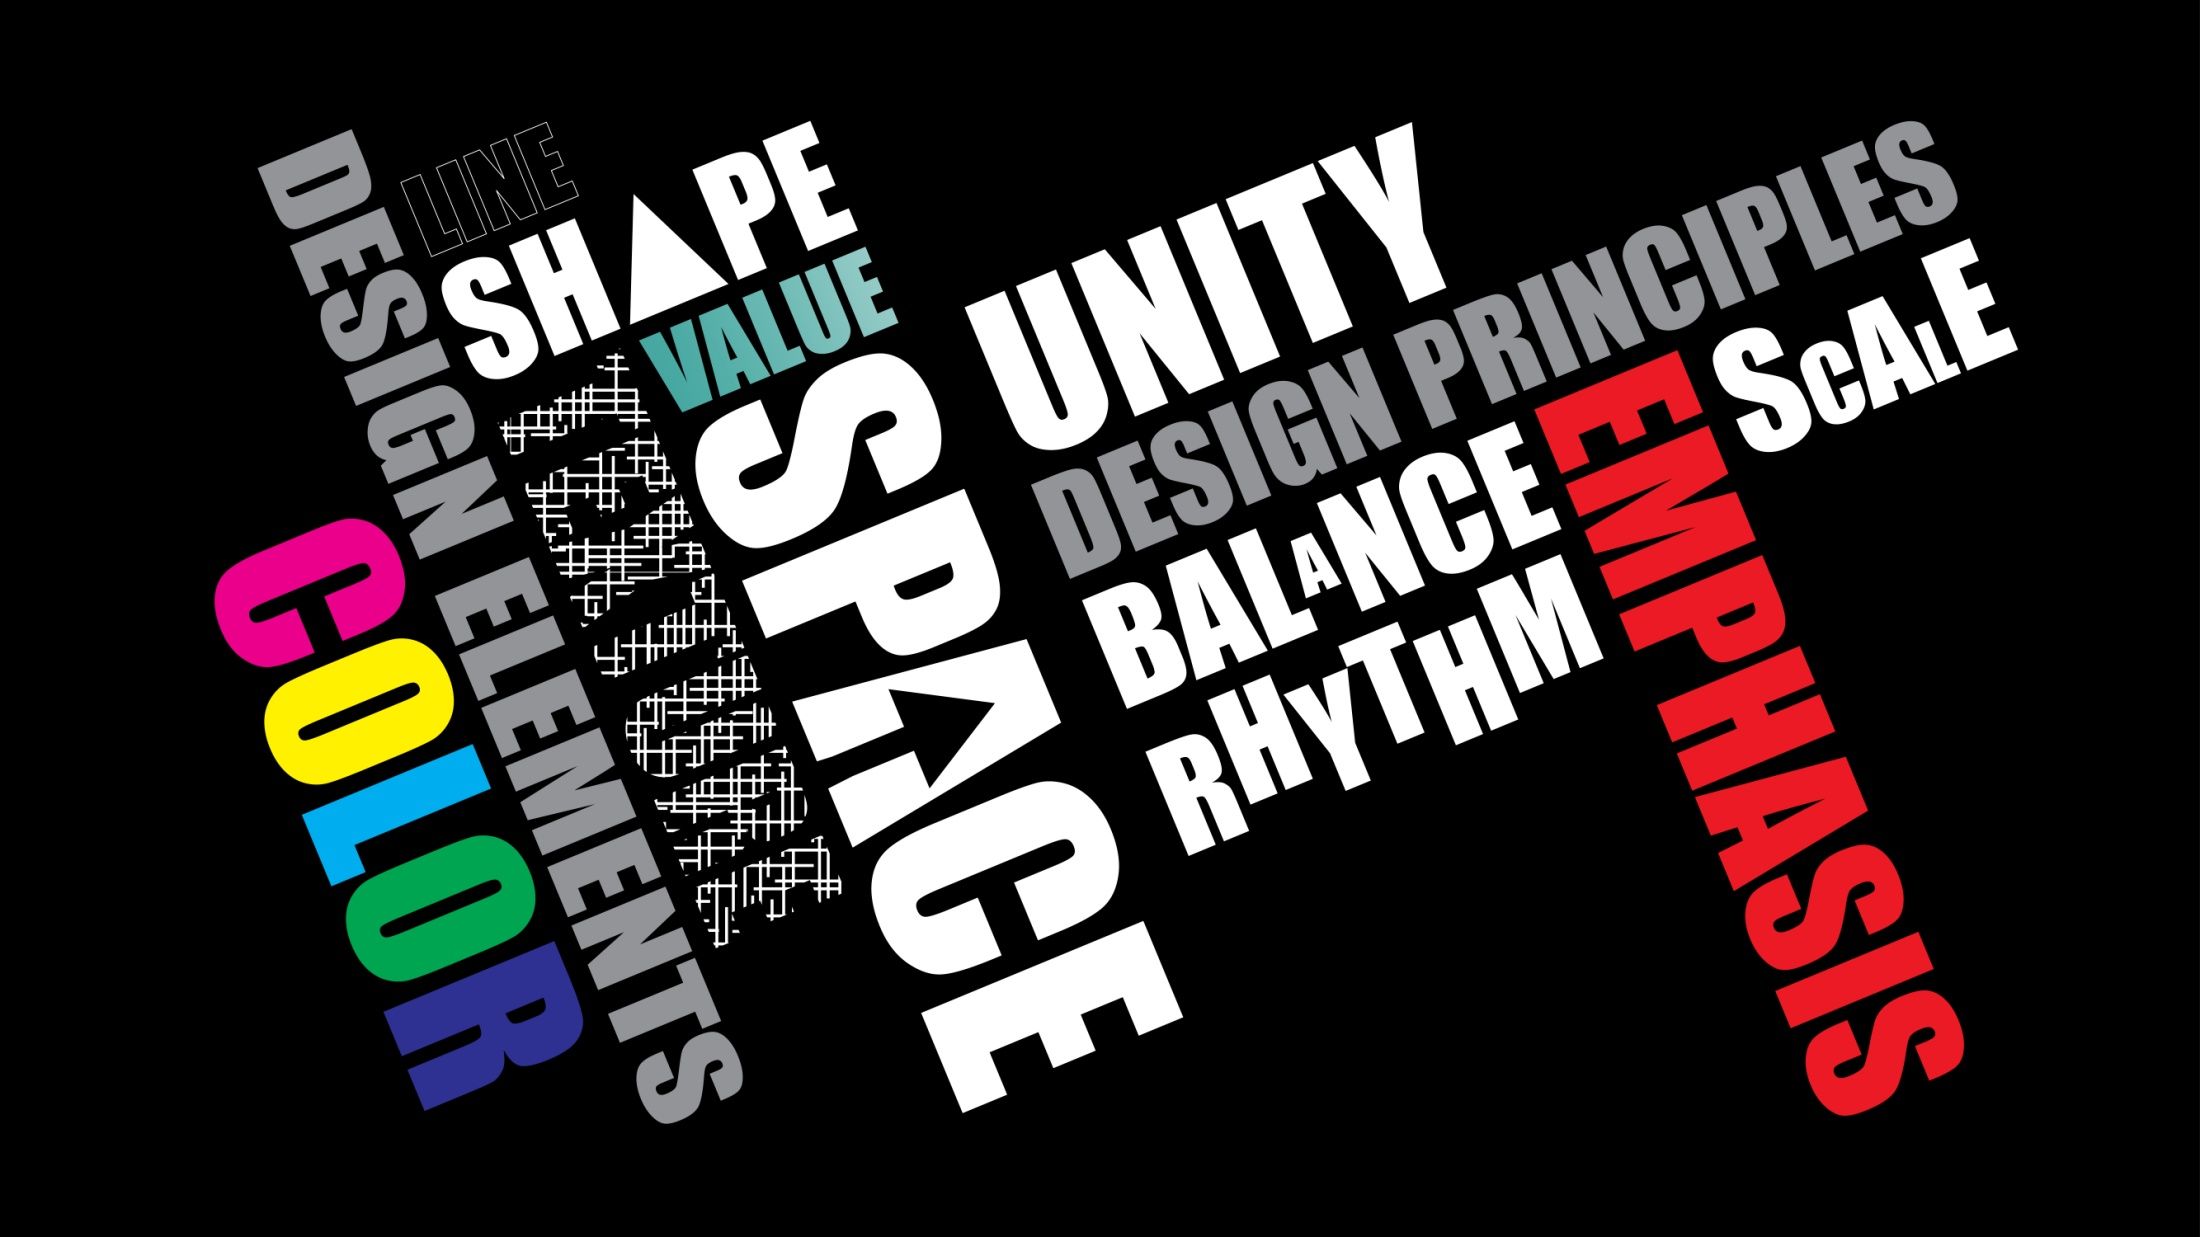 DESIGN ELEMENTS
LINE
SHAPE
VALUE
TEXTURE
SPACE
COLOR
UNITY
DESIGN PRINCIPLES
SCALE
BALANCE
RHYTHM
EMPHASIS